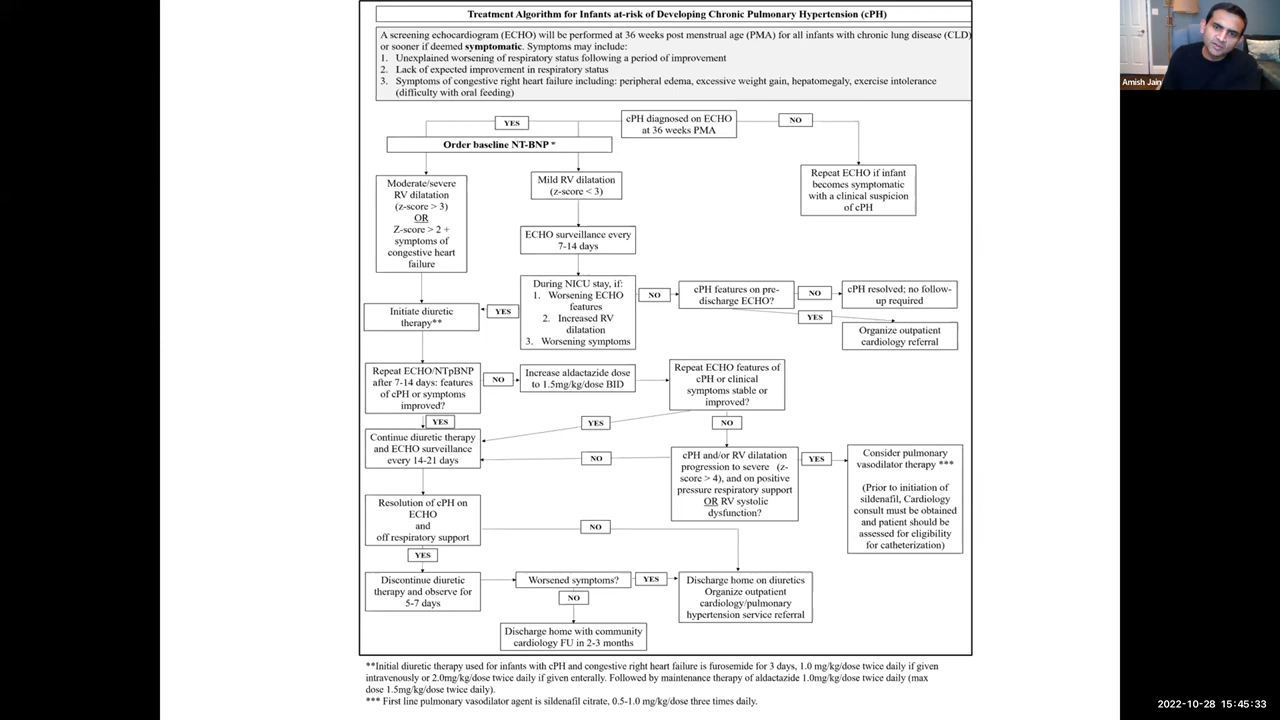 Treatment Algorithm for Infants at-risk of Developing Chronic Pulmonary Hypertension (cPH)
A screening echocardiogram (ECHO) will be performed at 36 weeks post menstrual age (PMA) for all infants with chronic lung disease (CLD)
or sooner if deemed symptomatic. Symptoms may include:
1. Unexplained worsening of respiratory status following a period of improvement
2. Lack of expected improvement in respiratory status
3. Symptoms of congestive right heart failure including: peripheral edema, excessive weight gain, hepatomegaly, exercise intolerance
(difficulty with oral feeding)
Amish Jain
YES
cPH diagnosed on ECHO
at 36 weeks PMA
NO
Order baseline NT-BNP *
Moderate/severe
RV dilatation
(z-score > 3)
OR
Z-score > 2 +
symptoms of
congestive heart
failure
Mild RV dilatation
(z-score < 3)
Repeat ECHO if infant
becomes symptomatic
with a clinical suspicion
of cPH
ECHO surveillance every
7-14 days
During NICU stay, if:
1. Worsening ECHO
features
2. Increased RV
dilatation
3. Worsening symptoms
NO
cPH features on pre-
discharge ECHO?
NO
cPH resolved; no follow-
up required
YES
Organize outpatient
cardiology referral
YES
Initiate diuretic
therapy**
Repeat ECHO/NTpBNP
after 7-14 days: features
of cPH or symptoms
improved?
NO
Increase aldactazide dose
to 1.5mg/kg/dose BID
Repeat ECHO features of
cPH or clinical
symptoms stable or
improved?
YES
YES
NO
Continue diuretic therapy
and ECHO surveillance
every 14-21 days
NO
cPH and/or RV dilatation
progression to severe (z-
score > 4), and on positive
pressure respiratory support
OR RV systolic
dysfunction?
YES
Consider pulmonary
vasodilator therapy ***
(Prior to initiation of
sildenafil, Cardiology
consult must be obtained
and patient should be
assessed for eligibility
for catheterization)
Resolution of cPH on
ECHO
and
off respiratory support
NO
YES
Discontinue diuretic
therapy and observe for
5-7 days
Worsened symptoms?
YES
Discharge home on diuretics
Organize outpatient
cardiology/pulmonary
hypertension service referral
NO
Discharge home with community
cardiology FU in 2-3 months
**Initial diuretic therapy used for infants with cPH and congestive right heart failure is furosemide for 3 days, 1.0 mg/kg/dose twice daily if given
intravenously or 2.0mg/kg/dose twice daily if given enterally. Followed by maintenance therapy of aldactazide 1.0mg/kg/dose twice daily (max
dose 1.5mg/kg/dose twice daily).
*** First line pulmonary vasodilator agent is sildenafil citrate, 0.5-1.0 mg/kg/dose three times daily.
2022-10-28 15:45:33